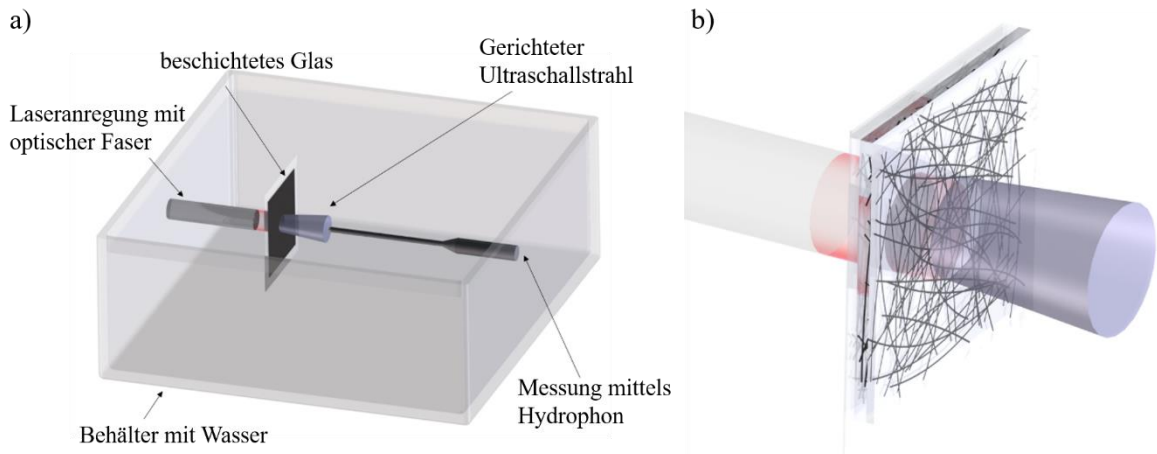 a)
beschichtetes Glas
Gerichteter
Ultraschallstrahl
Laseranregung mit
optischer Faser
Messung mittels
Hydrophon
Behälter mit Wasser
b)